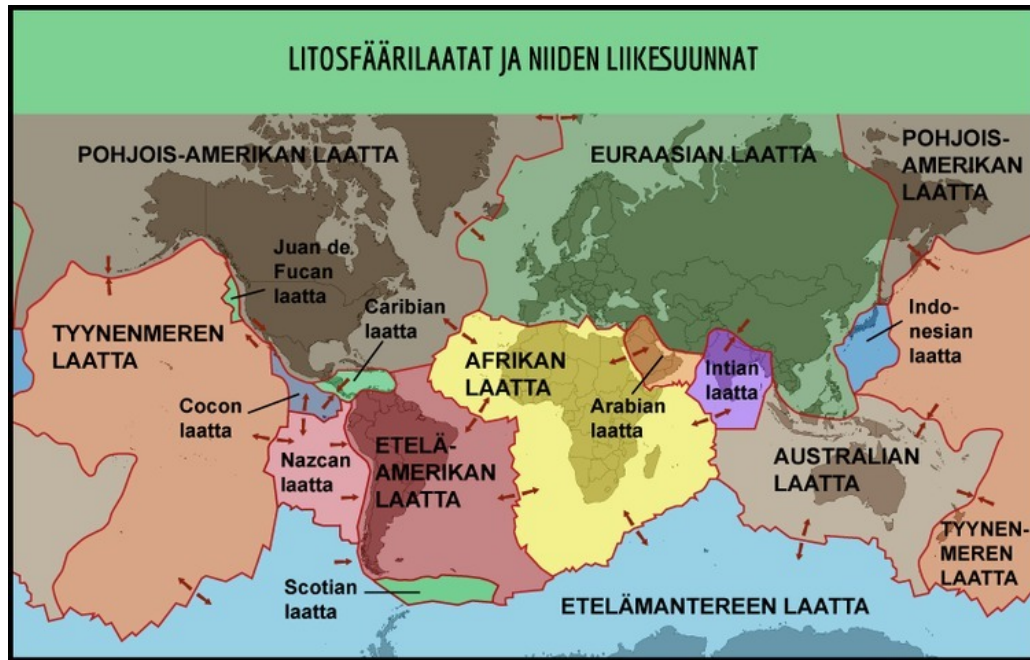 LITOSFÄÄRILAATAT JA NIIDEN LIIKESUUNNAT
POHJOIS-AMERIKAN LAATTA
EURAASIAN LAATTA
POHJOIS-
AMERIKAN
LAATTA
Juan de
Fucan
laatta
Caribian
laatta
TYYNENMEREN
LAATTA
AFRIKAN
LAATTA
Indo-
nesian
laatta
Intian
laatta
Cocon
laatta
Arabian
laatta
Nazcan
laatta
ETELÄ-
AMERIKAN
LAATTA
AUSTRALIAN
LAATTA
TYYNEN-
MEREN
LAATTA
Scotian
laatta
ETELÄMANTEREEN LAATTA